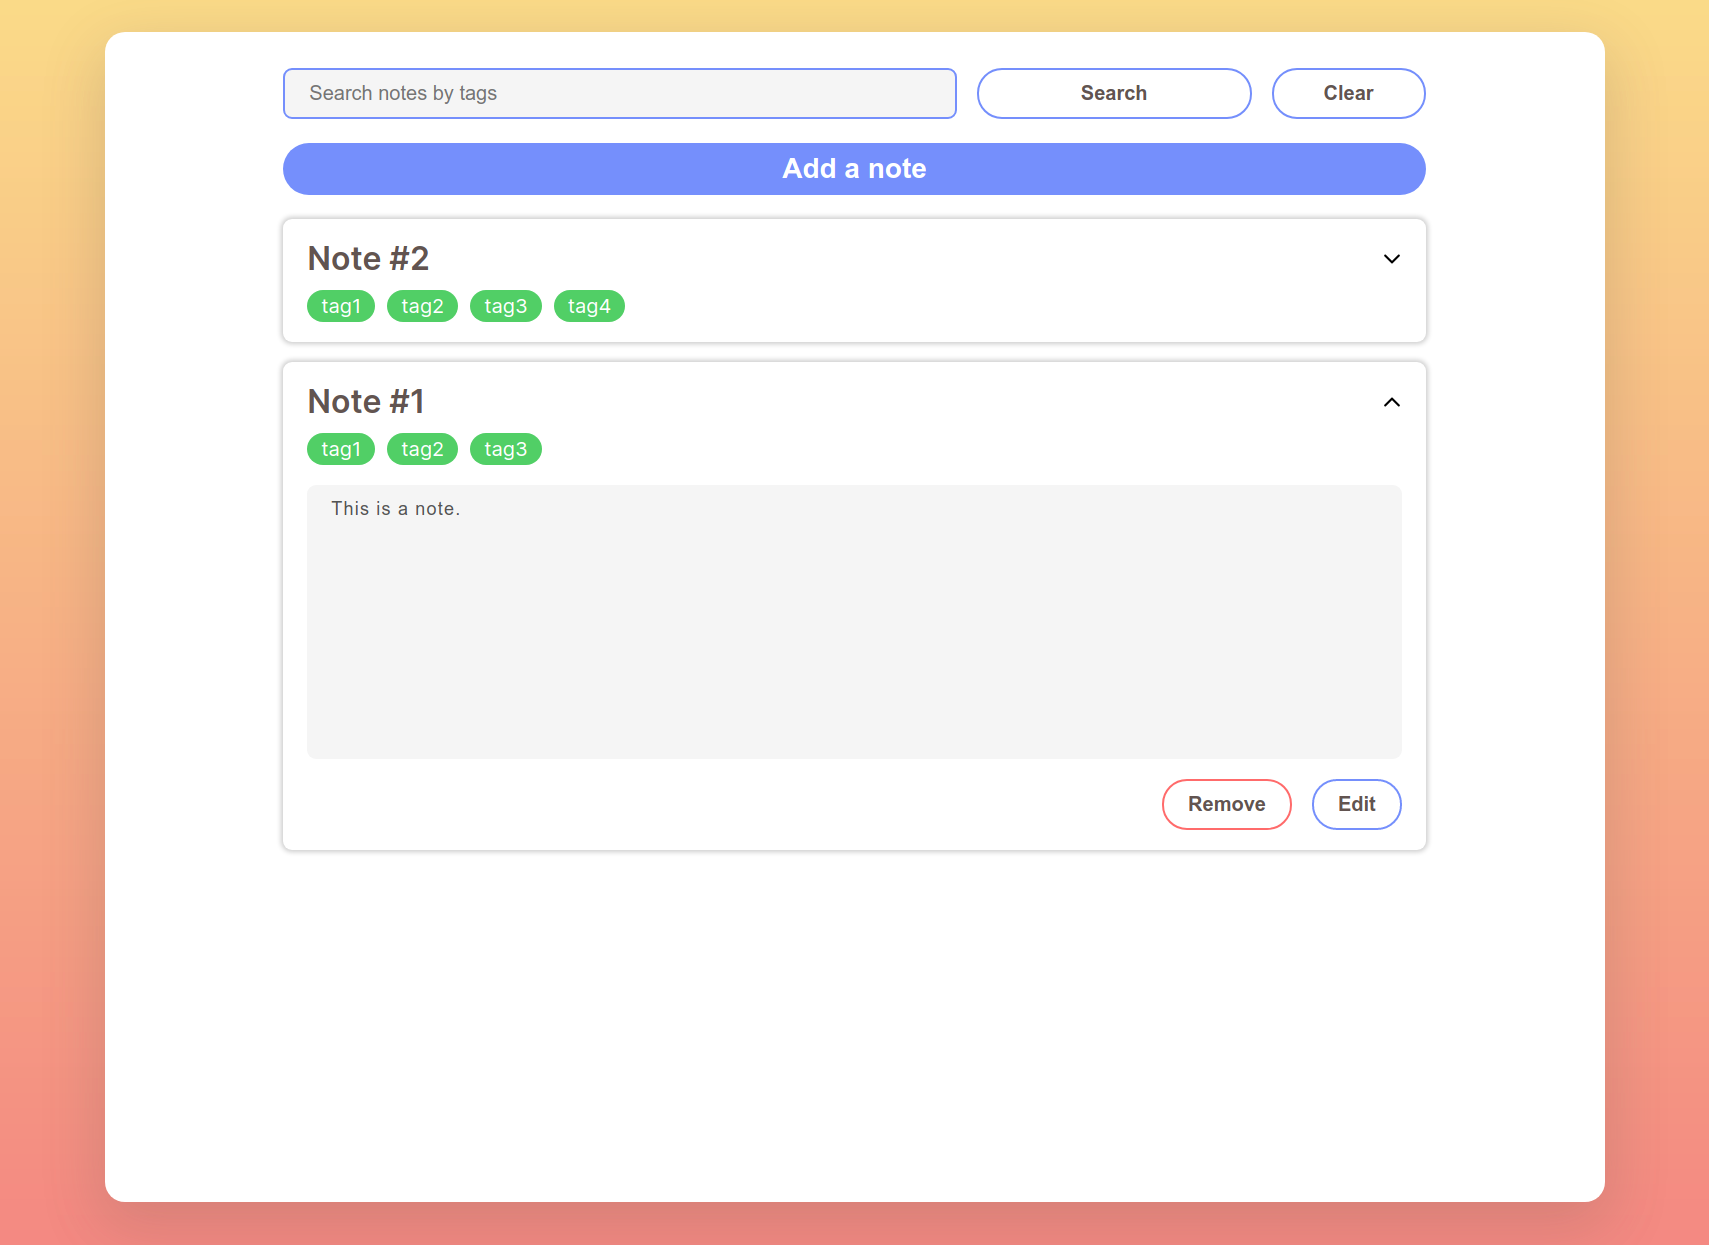 Search notes by tags Search Clear
Add a note
Note #2
tag1 tag2 tag3 tag4
Note #1
tag1 tag2 tag3
This is a note.
Remove Edit